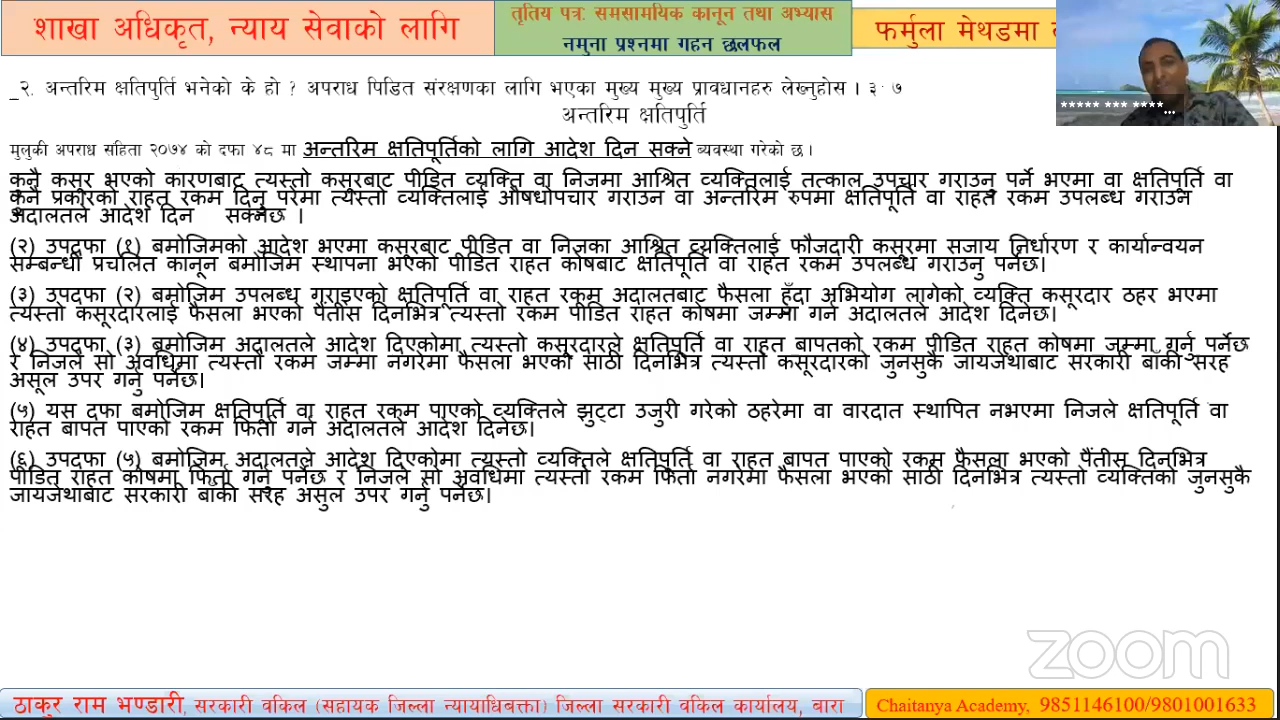 शाखा अधिकृत, न्याय सेवाको लागि
तृतिय पत्र: समसामयिक कानून तथा अभ्यास
नमुना प्रश्नमा गहन छलफल
फर्मुला मेथडमा
***** *** ****...
२. अन्तरिम क्षतिपुर्ति भनेको के हो ? अपराध पिडित संरक्षणका लागि भएका मुख्य मुख्य प्रावधानहरु लेख्नुहोस । ३+७
अन्तरिम क्षतिपुर्ति
मुलुकी अपराध संहिता २०७४ को दफा ४८ मा अन्तरिम क्षतिपूर्तिको लागि आदेश दिन सक्ने ब्यवस्था गरेको छ ।
कुनै कसूर भएको कारणबाट त्यस्तो कसूरबाट पीडित व्यक्ति वा निजमा आश्रित व्यक्तिलाई तत्काल उपचार गराउनु पर्ने भएमा वा क्षतिपूर्ति वा
कुनै प्रकारको राहत रकम दिनु परेमा त्यस्तो व्यक्तिलाई औषधोपचार गराउन वा अन्तरिम रुपमा क्षतिपूर्ति वा राहत रकम उपलब्ध गराउन
अदालतले आदेश दिन सक्नेछ ।
(२) उपदफा (१) बमोजिमको आदेश भएमा कसूरबाट पीडित वा निजका आश्रित व्यक्तिलाई फौजदारी कसूरमा सजाय निर्धारण र कार्यान्वयन
सम्बन्धी प्रचलित कानून बमोजिम स्थापना भएको पीडित राहत कोषबाट क्षतिपूर्ति वा राहत रकम उपलब्ध गराउनु पर्नेछ।
(३) उपदफा (२) बमोजिम उपलब्ध गराइएको क्षतिपूर्ति वा राहत रकम अदालतबाट फैसला हुँदा अभियोग लागेको व्यक्ति कसूरदार ठहर भएमा
त्यस्तो कसूरदारलाई फैसला भएको पैंतीस दिनभित्र त्यस्तो रकम पीडित राहत कोषमा जम्मा गर्न अदालतले आदेश दिनेछ।
(४) उपदफा (३) बमोजिम अदालतले आदेश दिएकोमा त्यस्तो कसूरदारले क्षतिपूर्ति वा राहत बापतको रकम पीडित राहत कोषमा जम्मा गर्नु पर्नेछ
र निजले सो अवधिमा त्यस्तो रकम जम्मा नगरेमा फैसला भएको साठी दिनभित्र त्यस्तो कसूरदारको जुनसुकै जायजेथाबाट सरकारी बाँकी सरह
असूल उपर गर्नु पर्नेछ।
(५) यस दफा बमोजिम क्षतिपूर्ति वा राहत रकम पाएको व्यक्तिले झुट्टा उजुरी गरेको ठहरेमा वा वारदात स्थापित नभएमा निजले क्षतिपूर्ति वा
राहत बापत पाएको रकम फिर्ता गर्न अदालतले आदेश दिनेछ।
(६) उपदफा (५) बमोजिम अदालतले आदेश दिएकोमा त्यस्तो व्यक्तिले क्षतिपूर्ति वा राहत बापत पाएको रकम फैसला भएको पैंतीस दिनभित्र
पीडित राहत कोषमा फिर्ता गर्नु पर्नेछ र निजले सो अवधिमा त्यस्तो रकम फिर्ता नगरेमा फैसला भएको साठी दिनभित्र त्यस्तो व्यक्तिको जुनसुकै
जायजेथाबाट सरकारी बाँकी सरह असुल उपर गर्नु पर्नेछ।
zoom
ठाकुर राम भण्डारी, सरकारी वकिल (सहायक जिल्ला न्यायाधिबक्ता) जिल्ला सरकारी वकिल कार्यालय, बारा
Chaitanya Academy, 9851146100/9801001633